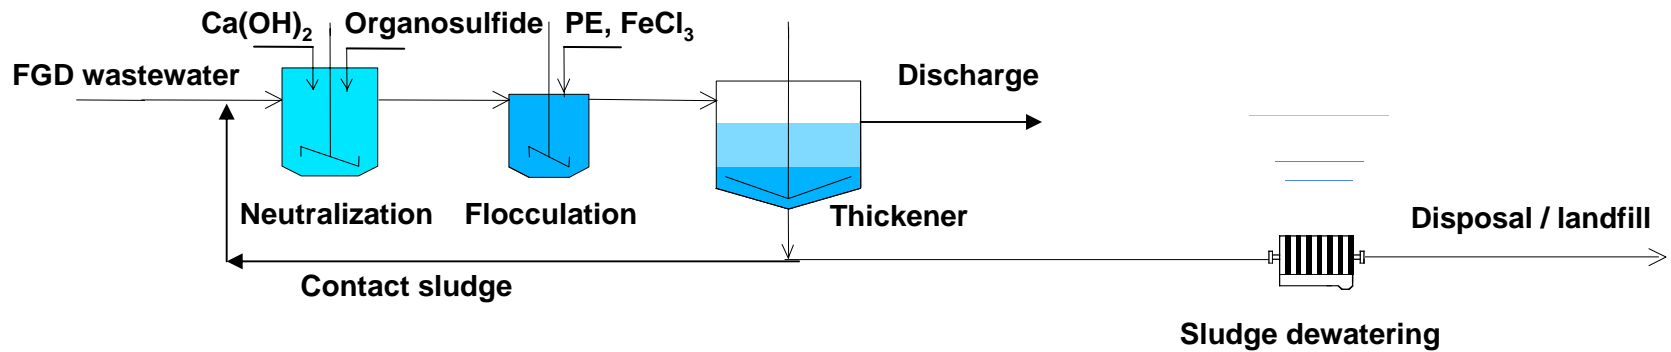 Ca(OH)₂ Organosulfide PE, FeCl₃
FGD wastewater
Discharge
Neutralization Flocculation Thickener
Disposal / landfill
Contact sludge
Sludge dewatering